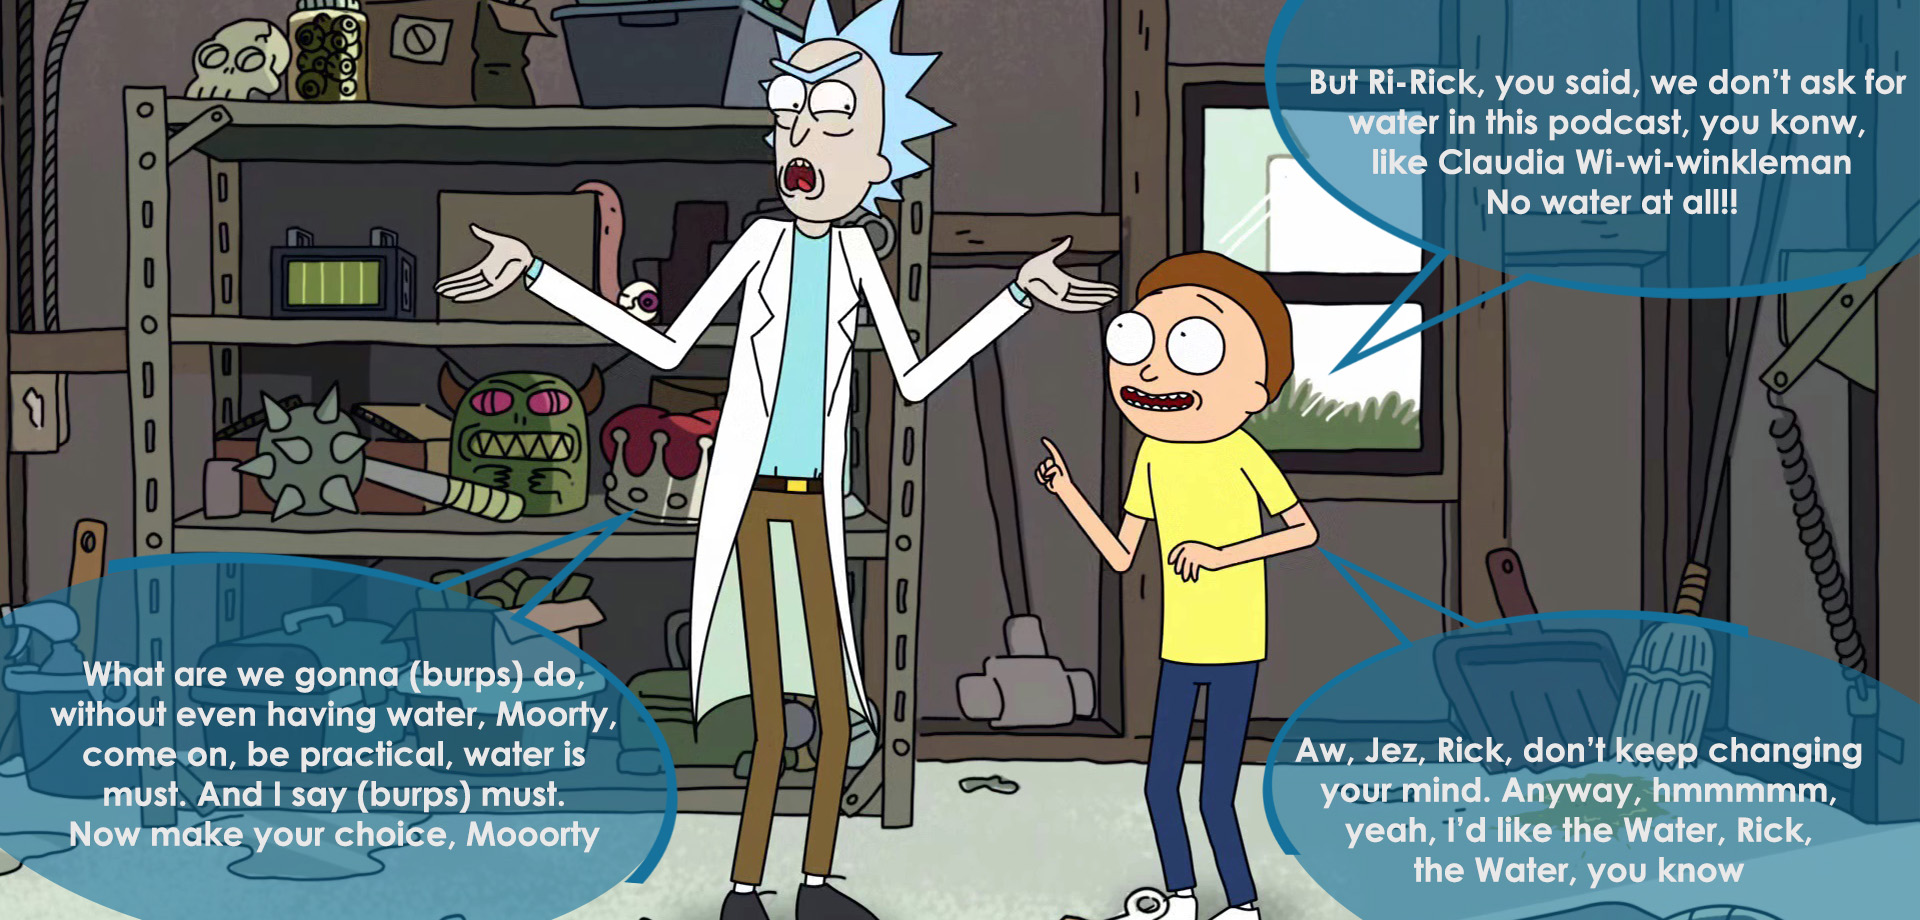 But Ri-Rick, you said, we don't ask for
water in this podcast, you konw,
like Claudia Wi-wi-winkleman
No water at all!!
What are we gonna (burps) do,
without even having water, Moorty,
come on, be practical, water is
must. And I say (burps) must.
Now make your choice, Mooorty
Aw, Jez, Rick, don't keep changing
your mind. Anyway, hmmmmm,
yeah, I'd like the Water, Rick,
the Water, you know